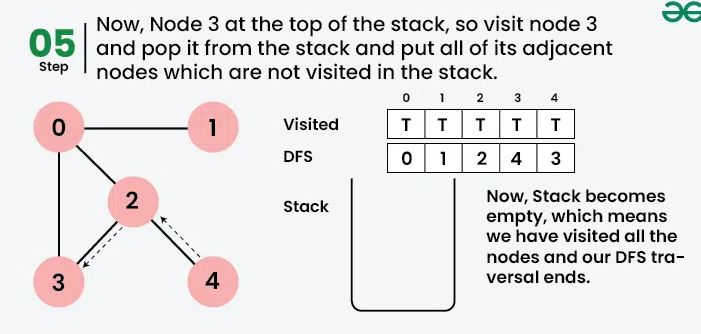 05
Step
Now, Node 3 at the top of the stack, so visit node 3
and pop it from the stack and put all of its adjacent
nodes which are not visited in the stack.
0 1 2 3 4
Visited T T T T T
DFS 0 1 2 4 3
Stack
Now, Stack becomes
empty, which means
we have visited all the
nodes and our DFS tra-
versal ends.
0 1
2
3 4